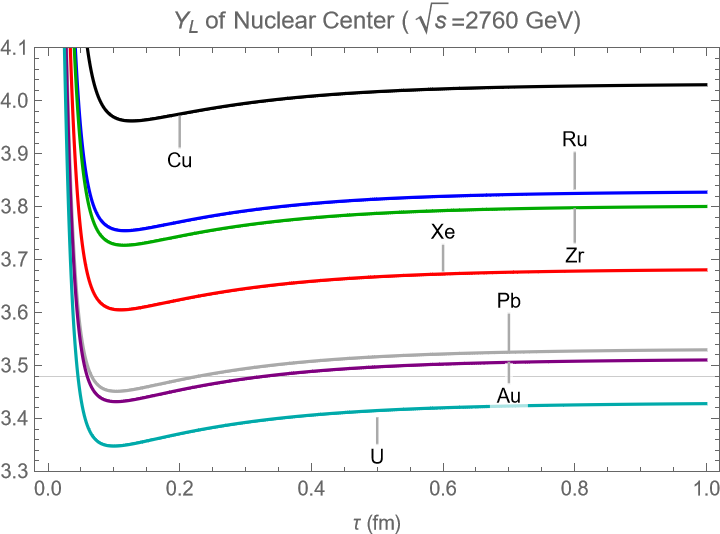 Y_L of Nuclear Center ( √s=2760 GeV)
4.1
4.0
3.9
3.8
3.7
3.6
3.5
3.4
3.3
Cu
Ru
Zr
Xe
Pb
Au
U
0.0 0.2 0.4 0.6 0.8 1.0
τ (fm)